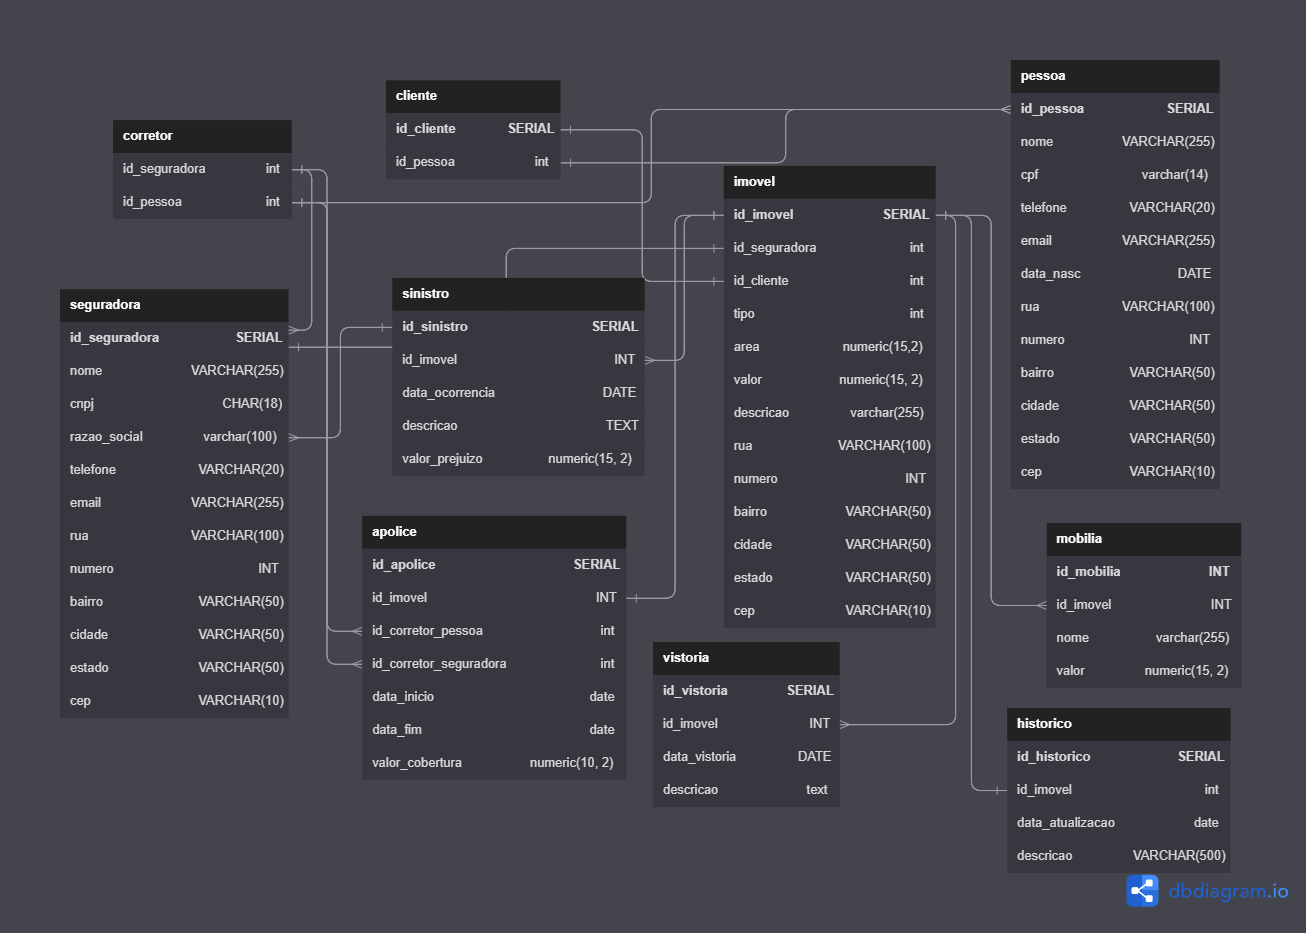 cliente
id_cliente SERIAL
id_pessoa int
corretor
id_seguradora int
id_pessoa int
pessoa
id_pessoa SERIAL
nome VARCHAR(255)
cpf varchar(14)
telefone VARCHAR(20)
email VARCHAR(255)
data_nasc DATE
rua VARCHAR(100)
numero INT
bairro VARCHAR(50)
cidade VARCHAR(50)
estado VARCHAR(50)
cep VARCHAR(10)
imovel
id_imovel SERIAL
id_seguradora int
id_cliente int
tipo int
area numeric(15,2)
valor numeric(15, 2)
descricao varchar(255)
rua VARCHAR(100)
numero INT
bairro VARCHAR(50)
cidade VARCHAR(50)
estado VARCHAR(50)
cep VARCHAR(10)
seguradora
id_seguradora SERIAL
nome VARCHAR(255)
cnpj CHAR(18)
razao_social varchar(100)
telefone VARCHAR(20)
email VARCHAR(255)
rua VARCHAR(100)
numero INT
bairro VARCHAR(50)
cidade VARCHAR(50)
estado VARCHAR(50)
cep VARCHAR(10)
sinistro
id_sinistro SERIAL
id_imovel INT
data_ocorrencia DATE
descricao TEXT
valor_prejuizo numeric(15, 2)
apolice
id_apolice SERIAL
id_imovel INT
id_corretor_pessoa int
id_corretor_seguradora int
data_inicio date
data_fim date
valor_cobertura numeric(10, 2)
vistoria
id_vistoria SERIAL
id_imovel INT
data_vistoria DATE
descricao text
mobilia
id_mobilia INT
id_imovel INT
nome varchar(255)
valor numeric(15, 2)
historico
id_historico SERIAL
id_imovel int
data_atualizacao date
descricao VARCHAR(500)
dbdiagram.io